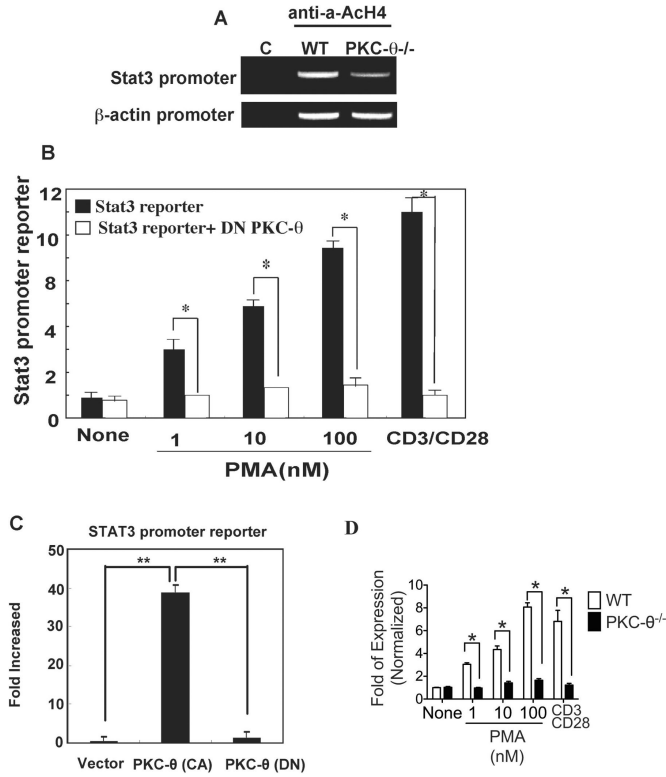 A
anti-a-AcH4
C WT PKC-θ-/-
Stat3 promoter
β-actin promoter
B
Stat3 promoter reporter
12
10
8
6
4
2
0
Stat3 reporter
Stat3 reporter+ DN PKC-θ
* * * *
None 1 10 100 CD3/CD28
PMA(nM)
C
STAT3 promoter reporter
Fold Increased
50
40
30
20
10
0
** **
Vector PKC-θ (CA) PKC-θ (DN)
D
Fold of Expression
(Normalized)
10
8
6
4
2
0
* * * *
WT
PKC-θ-/-
None 1 10 100 CD3
CD28
PMA
(nM)